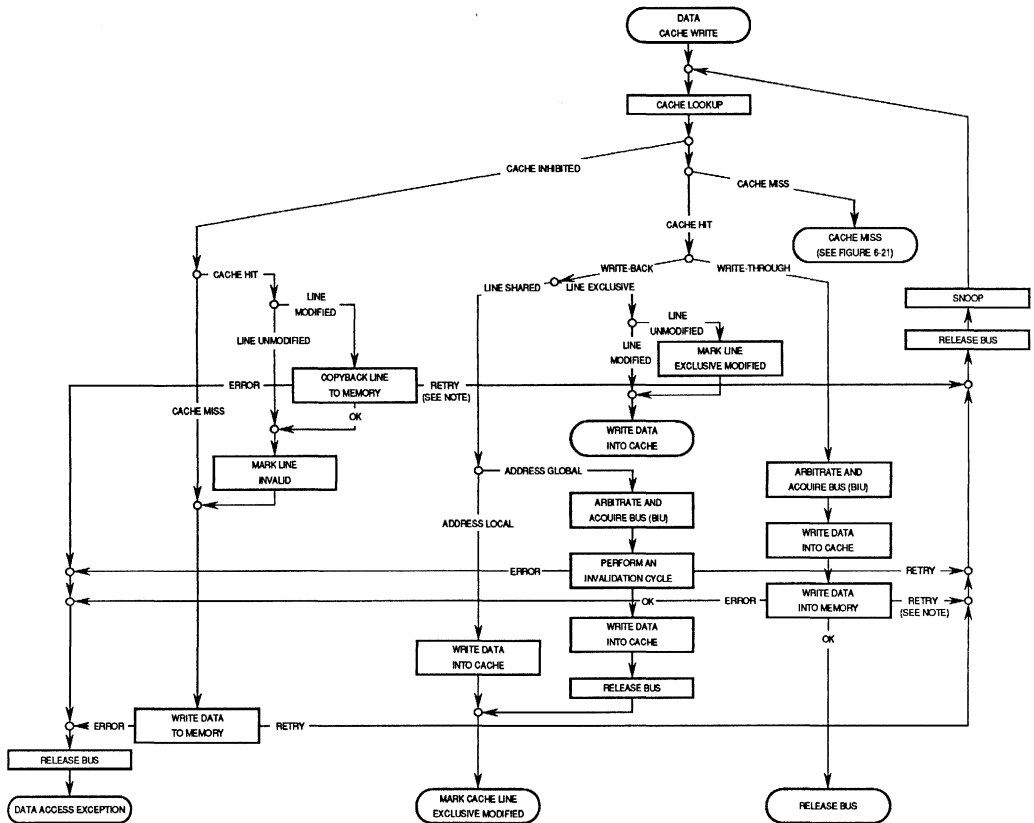 DATA
CACHE WRITE
CACHE LOOKUP
CACHE INHIBITED
CACHE MISS
CACHE HIT
CACHE MISS
(SEE FIGURE 6-21)
CACHE HIT
WRITE-BACK
WRITE-THROUGH
LINE SHARED
LINE EXCLUSIVE
LINE
MODIFIED
LINE UNMODIFIED
LINE
UNMODIFIED
LINE
MODIFIED
MARK LINE
EXCLUSIVE MODIFIED
SNOOP
RELEASE BUS
ERROR
COPYBACK LINE
TO MEMORY
RETRY
(SEE NOTE)
OK
CACHE MISS
WRITE DATA
INTO CACHE
MARK LINE
INVALID
ADDRESS GLOBAL
ARBITRATE AND
ACQUIRE BUS (BIU)
ARBITRATE AND
ACQUIRE BUS (BIU)
ADDRESS LOCAL
WRITE DATA
INTO CACHE
ERROR
PERFORM AN
INVALIDATION CYCLE
RETRY
OK
ERROR
WRITE DATA
INTO MEMORY
RETRY
(SEE NOTE)
OK
WRITE DATA
INTO CACHE
WRITE DATA
INTO CACHE
RELEASE BUS
ERROR
WRITE DATA
TO MEMORY
RETRY
RELEASE BUS
DATA ACCESS EXCEPTION
MARK CACHE LINE
EXCLUSIVE MODIFIED
RELEASE BUS